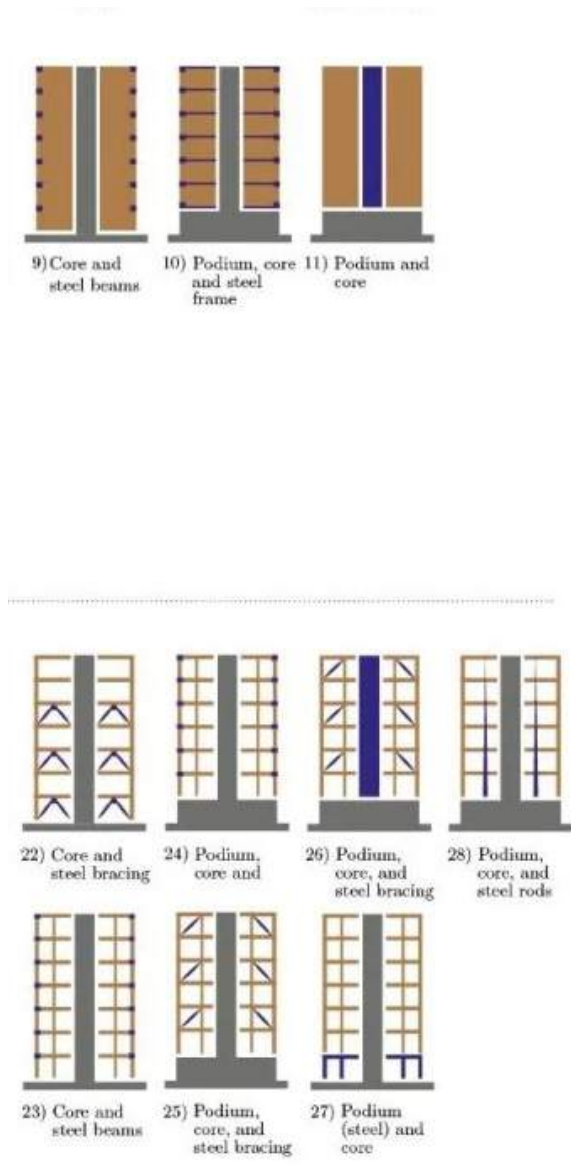 9) Core and
steel beams
10) Podium, core
and steel
frame
11) Podium and
core
22) Core and
steel bracing
24) Podium,
core and
26) Podium,
core, and
steel bracing
28) Podium,
core, and
steel rods
23) Core and
steel beams
25) Podium,
core, and
steel bracing
27) Podium
(steel) and
core